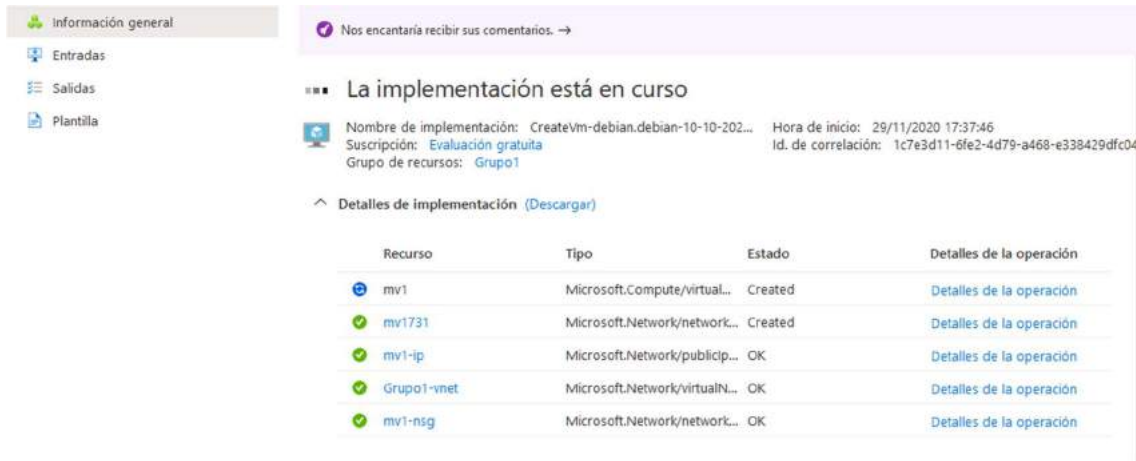 Información general
Entradas
Salidas
Plantilla
Nos encantaría recibir sus comentarios. →
La implementación está en curso
Nombre de implementación: CreateVm-debian.debian-10-10-202... Hora de inicio: 29/11/2020 17:37:46
Suscripción: Evaluación gratuita Id. de correlación: 1c7e3d11-6fe2-4d79-a468-e338429dfc04
Grupo de recursos: Grupo1
Detalles de implementación (Descargar)
Recurso Tipo Estado Detalles de la operación
mv1 Microsoft.Compute/virtual... Created Detalles de la operación
mv1731 Microsoft.Network/network... Created Detalles de la operación
mv1-ip Microsoft.Network/publicIp... OK Detalles de la operación
Grupo1-vnet Microsoft.Network/virtualN... OK Detalles de la operación
mv1-nsg Microsoft.Network/network... OK Detalles de la operación